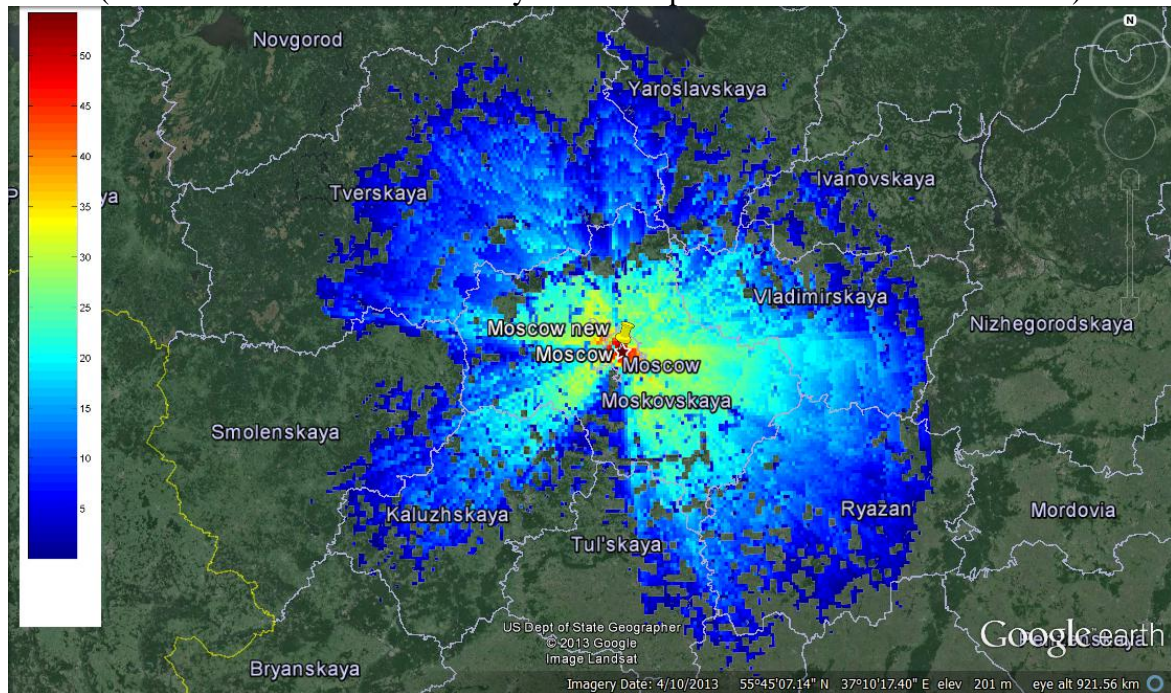 Novgorod
N
50
45
40
35
30
25
20
15
10
5
Yaroslavskaya
Tverskaya
ya
Ivanovskaya
Vladimirskaya
Nizhegorodskaya
Moscow new
Moscow
Moscow
Moskovskaya
Smolenskaya
Kaluzhskaya
Ryazan
Mordovia
Tul'skaya
US Dept of State Geographer
© 2013 Google
Image Landsat
Google earth
Bryanskaya
Imagery Date: 4/10/2013 55°45'07.14" N 37°10'17.40" E elev 201 m eye alt 921.56 km